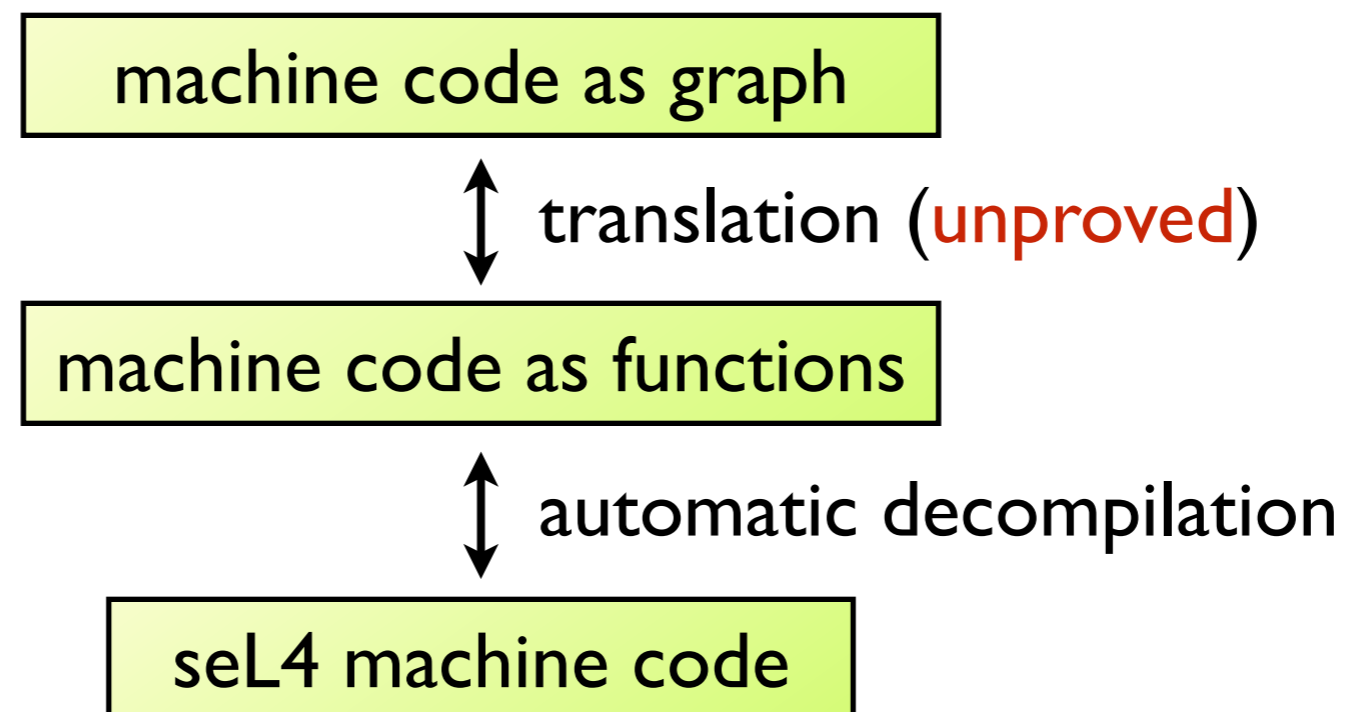 machine code as graph
translation (unproved)
machine code as functions
automatic decompilation
seL4 machine code